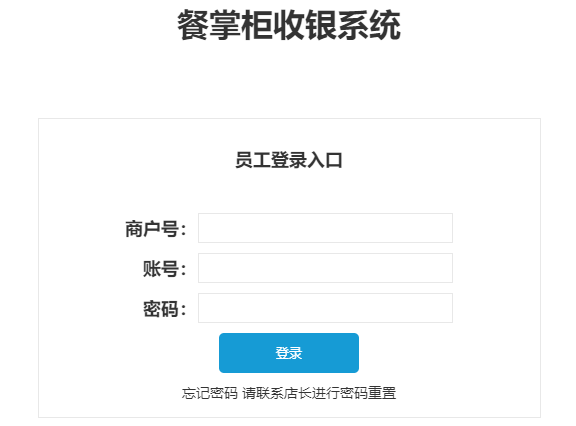 餐掌柜收银系统
员工登录入口
商户号：
账号：
密码：
登录
忘记密码 请联系店长进行密码重置